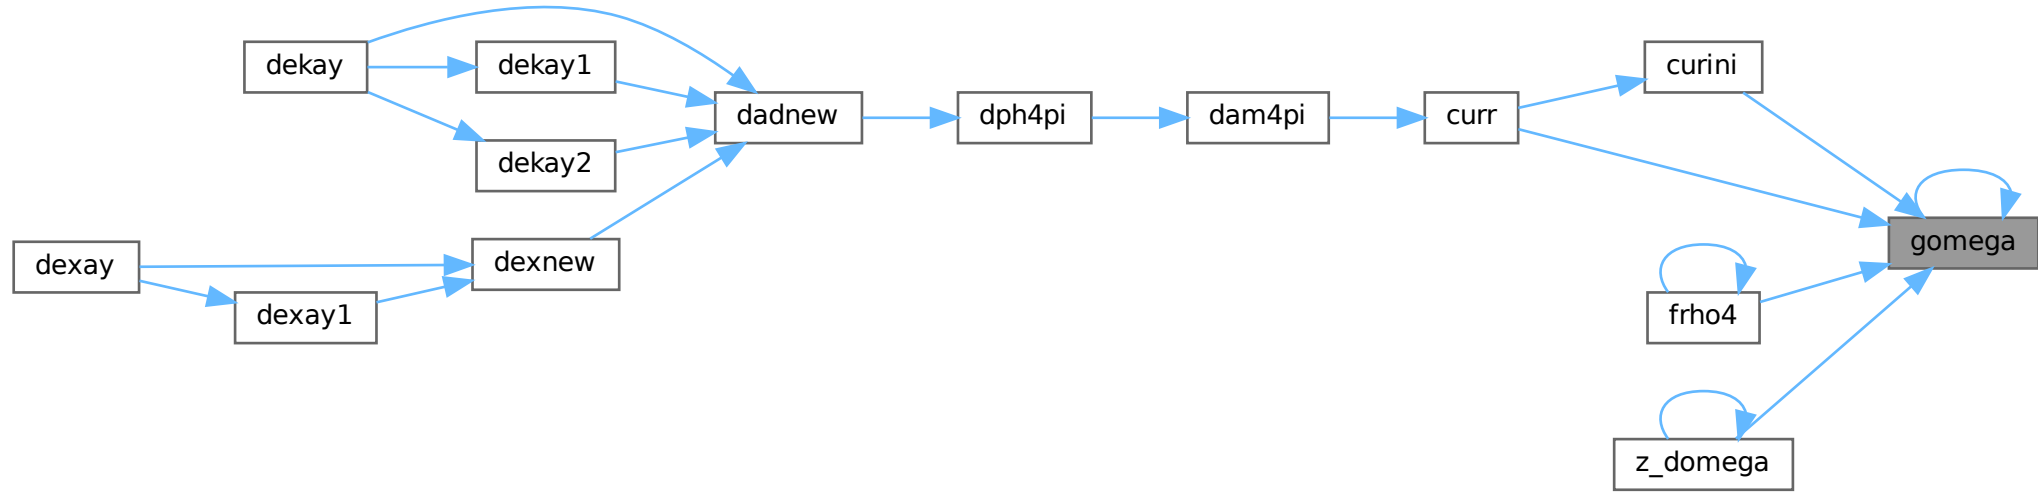 dekay
dekay1
curini
dadnew
dph4pi
dam4pi
curr
dekay2
gomega
dexay
dexnew
dexay1
frho4
z_domega